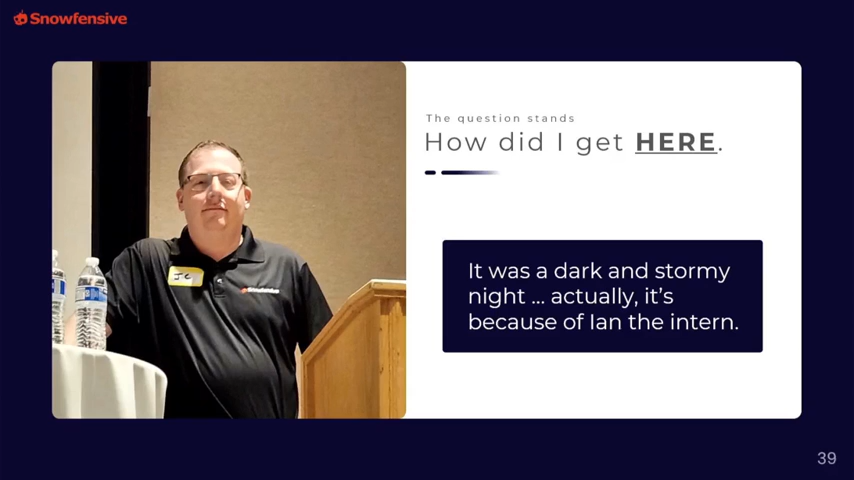 Snowfensive
The question stands
How did I get HERE.
JC
It was a dark and stormy
night ... actually, it's
because of Ian the intern.
39